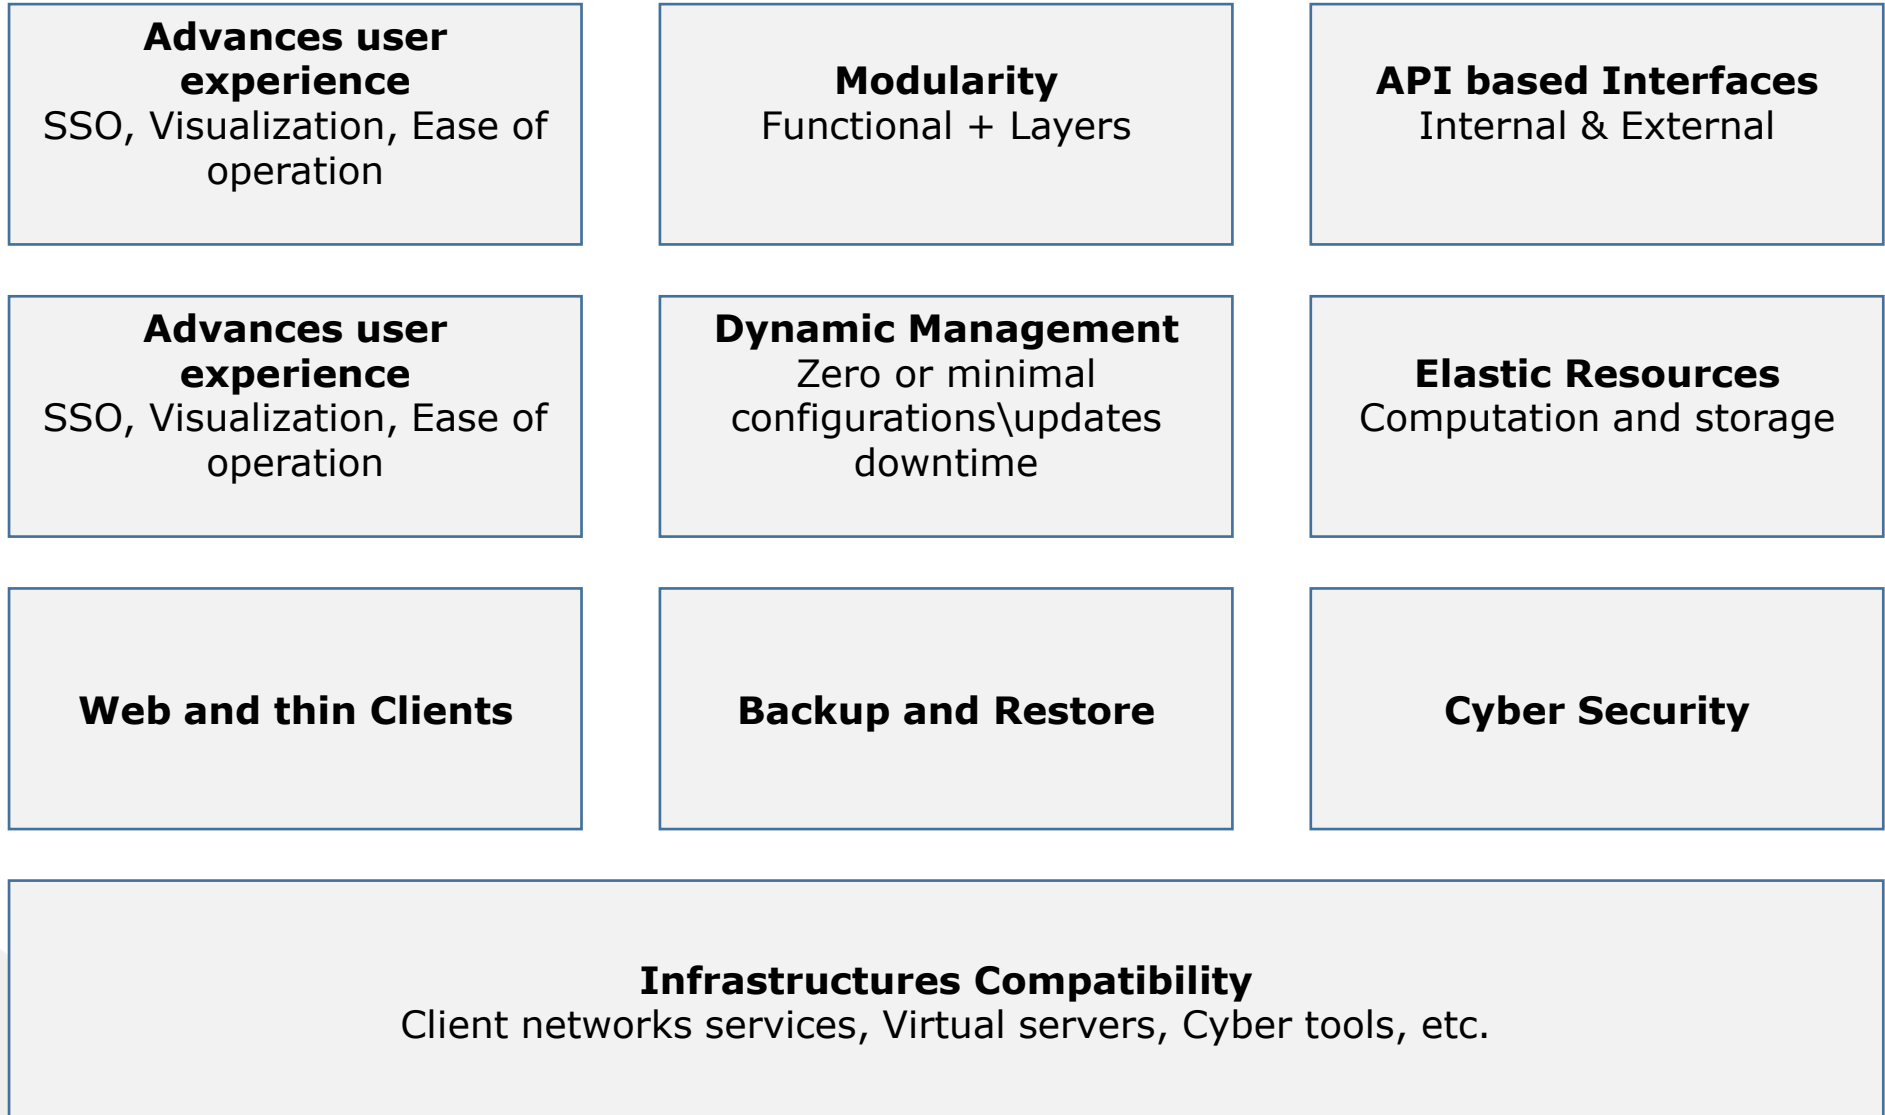 Advances user
experience
SSO, Visualization, Ease of
operation
Modularity
Functional + Layers
API based Interfaces
Internal & External
Advances user
experience
SSO, Visualization, Ease of
operation
Dynamic Management
Zero or minimal
configurations\updates
downtime
Elastic Resources
Computation and storage
Web and thin Clients
Backup and Restore
Cyber Security
Infrastructures Compatibility
Client networks services, Virtual servers, Cyber tools, etc.